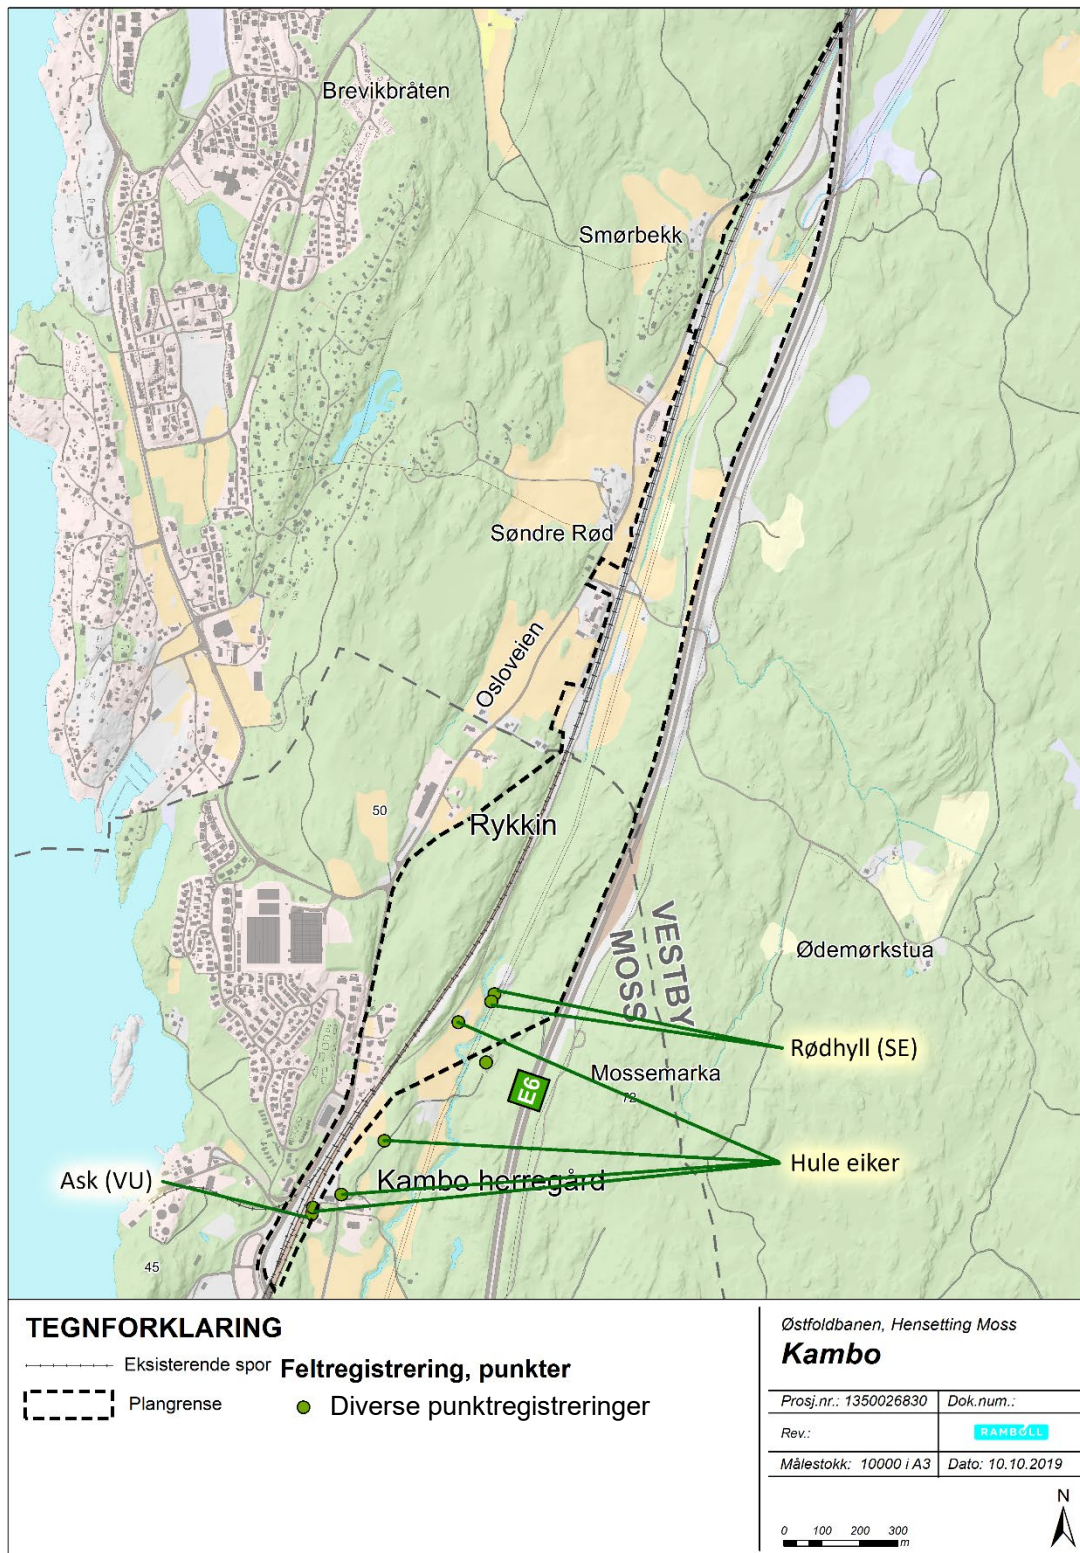 Brevikbråten
Smørbekk
Søndre Rød
Osloveien
50
Rykkin
VESTBY
MOSS
Ødemørkstua
Rødhyll (SE)
Mossemarka
72
E6
Hule eiker
Ask (VU)
Kambo herregård
45
TEGNFORKLARING
Eksisterende spor
Plangrense
Feltregistrering, punkter
Diverse punktregistreringer
Østfoldbanen, Hensetting Moss
Kambo
Prosj.nr.: 1350026830 Dok.num.:
Rev.: RAMBOLL
Målestokk: 10000 i A3 Dato: 10.10.2019
N
0 100 200 300
m